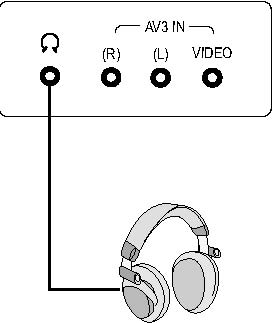 AV3 IN
(R) (L) VIDEO